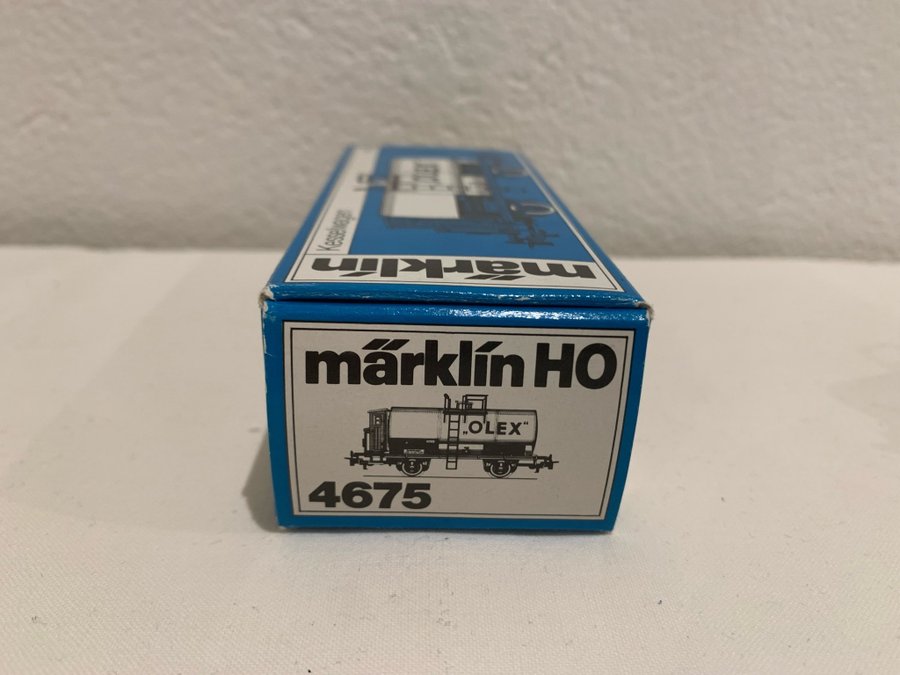 Kesselwagen
märklin
märklin HO
„OLEX“
4675